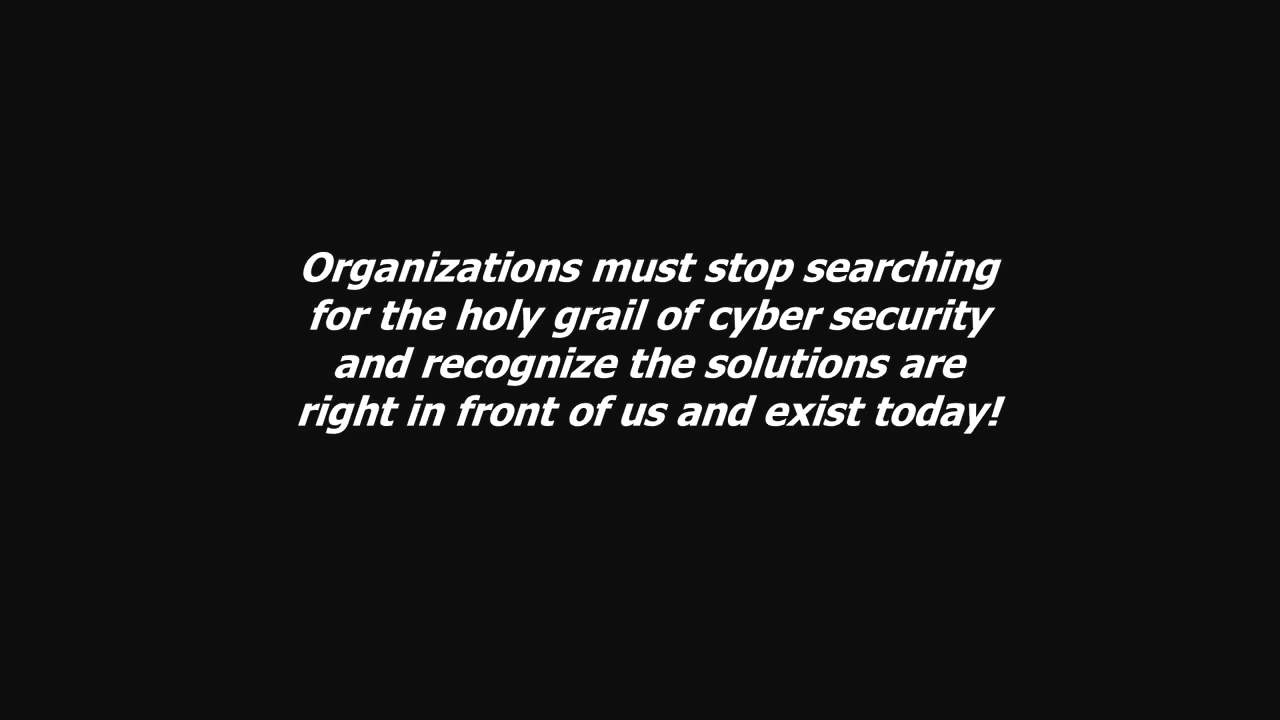 Organizations must stop searching
for the holy grail of cyber security
and recognize the solutions are
right in front of us and exist today!